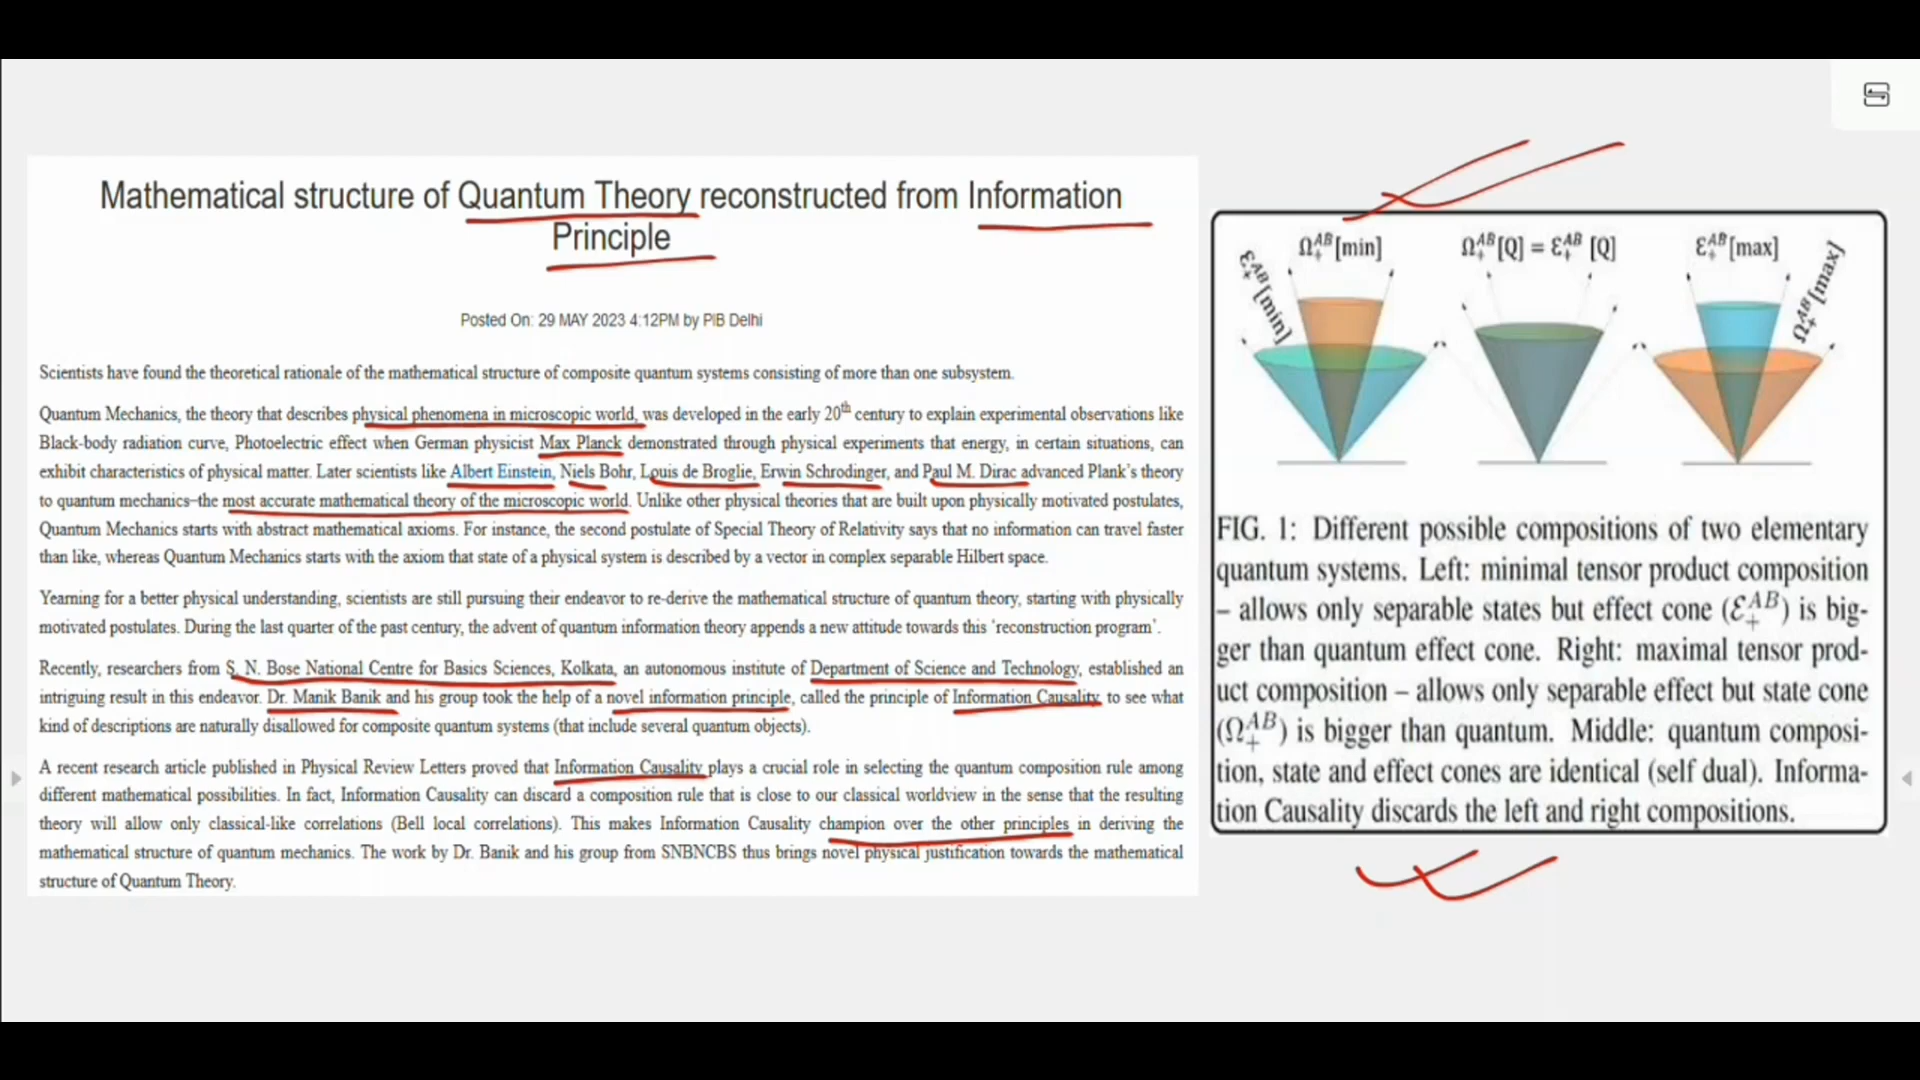 Mathematical structure of Quantum Theory reconstructed from Information
Principle
Posted On: 29 MAY 2023 4:12PM by PIB Delhi
Scientists have found the theoretical rationale of the mathematical structure of composite quantum systems consisting of more than one subsystem.
Quantum Mechanics, the theory that describes physical phenomena in microscopic world, was developed in the early 20th century to explain experimental observations like
Black-body radiation curve, Photoelectric effect when German physicist Max Planck demonstrated through physical experiments that energy, in certain situations, can
exhibit characteristics of physical matter. Later scientists like Albert Einstein, Niels Bohr, Louis de Broglie, Erwin Schrodinger, and Paul M. Dirac advanced Plank's theory
to quantum mechanics–the most accurate mathematical theory of the microscopic world. Unlike other physical theories that are built upon physically motivated postulates,
Quantum Mechanics starts with abstract mathematical axioms. For instance, the second postulate of Special Theory of Relativity says that no information can travel faster
than like, whereas Quantum Mechanics starts with the axiom that state of a physical system is described by a vector in complex separable Hilbert space.
Yearning for a better physical understanding, scientists are still pursuing their endeavor to re-derive the mathematical structure of quantum theory, starting with physically
motivated postulates. During the last quarter of the past century, the advent of quantum information theory appends a new attitude towards this 'reconstruction program'.
Recently, researchers from S. N. Bose National Centre for Basics Sciences, Kolkata, an autonomous institute of Department of Science and Technology, established an
intriguing result in this endeavor. Dr. Manik Banik and his group took the help of a novel information principle, called the principle of Information Causality, to see what
kind of descriptions are naturally disallowed for composite quantum systems (that include several quantum objects).
A recent research article published in Physical Review Letters proved that Information Causality plays a crucial role in selecting the quantum composition rule among
different mathematical possibilities. In fact, Information Causality can discard a composition rule that is close to our classical worldview in the sense that the resulting
theory will allow only classical-like correlations (Bell local correlations). This makes Information Causality champion over the other principles in deriving the
mathematical structure of quantum mechanics. The work by Dr. Banik and his group from SNBNCBS thus brings novel physical justification towards the mathematical
structure of Quantum Theory.
Ω₊ᴬᴮ[min] Ω₊ᴬᴮ[Q] = Ɛ₊ᴬᴮ [Q] Ɛ₊ᴬᴮ[max]
Ɛ₊ᴬᴮ[min] Ω₊ᴬᴮ[max]
FIG. 1: Different possible compositions of two elementary
quantum systems. Left: minimal tensor product composition
– allows only separable states but effect cone (Ɛ₊ᴬᴮ) is big-
ger than quantum effect cone. Right: maximal tensor prod-
uct composition – allows only separable effect but state cone
(Ω₊ᴬᴮ) is bigger than quantum. Middle: quantum composi-
tion, state and effect cones are identical (self dual). Informa-
tion Causality discards the left and right compositions.